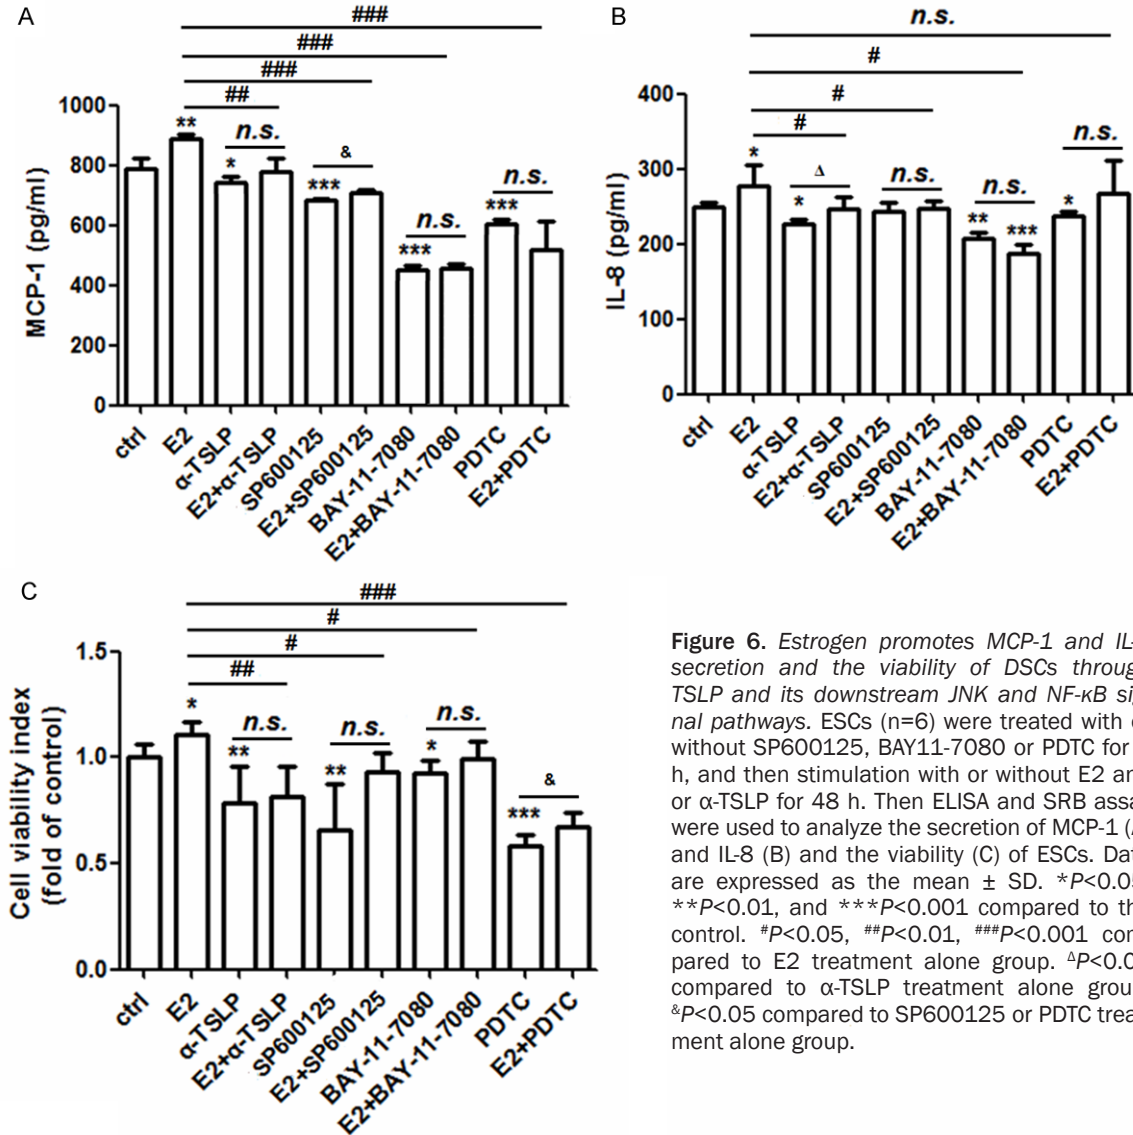 A
###
###
###
##
n.s.
&
n.s.
n.s.
**
*
***
***
***
MCP-1 (pg/ml)
1000
800
600
400
200
0
ctrl
E2
α-TSLP
E2+α-TSLP
SP600125
E2+SP600125
BAY-11-7080
E2+BAY-11-7080
PDTC
E2+PDTC
B
n.s.
#
#
#
Δ
n.s.
n.s.
n.s.
*
*
**
***
*
IL-8 (pg/ml)
400
300
200
100
0
ctrl
E2
α-TSLP
E2+α-TSLP
SP600125
E2+SP600125
BAY-11-7080
E2+BAY-11-7080
PDTC
E2+PDTC
C
###
#
#
##
n.s.
n.s.
n.s.
&
*
**
**
*
***
Cell viability index
(fold of control)
1.5
1.0
0.5
0.0
ctrl
E2
α-TSLP
E2+α-TSLP
SP600125
E2+SP600125
BAY-11-7080
E2+BAY-11-7080
PDTC
E2+PDTC
Figure 6. Estrogen promotes MCP-1 and IL-
secretion and the viability of DSCs through
TSLP and its downstream JNK and NF-κB sig-
nal pathways. ESCs (n=6) were treated with
without SP600125, BAY11-7080 or PDTC for
h, and then stimulation with or without E2
or α-TSLP for 48 h. Then ELISA and SRB
were used to analyze the secretion of MCP-1
and IL-8 (B) and the viability (C) of ESCs.
are expressed as the mean ± SD. *P<0.05
**P<0.01, and ***P<0.001 compared to
control. #P<0.05, ##P<0.01, ###P<0.001 com-
pared to E2 treatment alone group. ΔP<0.0
compared to α-TSLP treatment alone group
&P<0.05 compared to SP600125 or PDTC treat-
ment alone group.